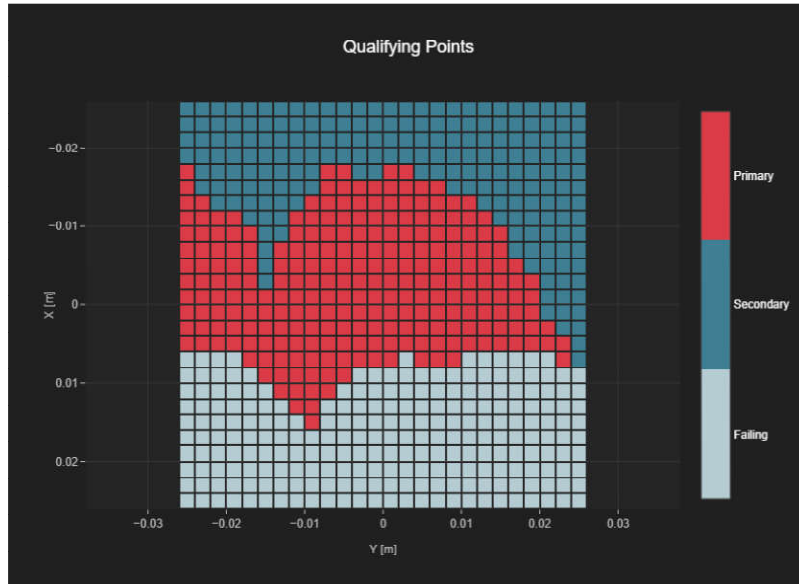 Qualifying Points
Primary
Secondary
Failing
X [m]
−0.02
−0.01
0
0.01
0.02
−0.03
−0.02
−0.01
0
0.01
0.02
0.03
Y [m]